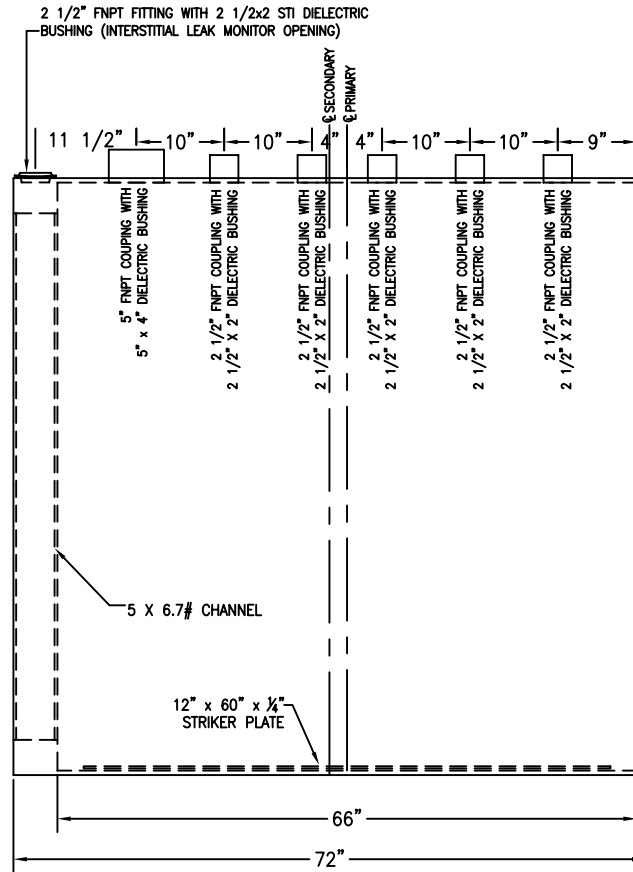 2 1/2" FNPT FITTING WITH 2 1/2x2 STI DIELECTRIC
BUSHING (INTERSTITIAL LEAK MONITOR OPENING)
℄ SECONDARY
℄ PRIMARY
11 1/2"
10"
10"
4"
4"
10"
10"
9"
5" FNPT COUPING WITH
5" x 4" DIELECTRIC BUSHING
2 1/2" FNPT COUPLING WITH
2 1/2" X 2" DIELECTRIC BUSHING
2 1/2" FNPT COUPLING WITH
2 1/2" X 2" DIELECTRIC BUSHING
2 1/2" FNPT COUPLING WITH
2 1/2" X 2" DIELECTRIC BUSHING
2 1/2" FNPT COUPLING WITH
2 1/2" X 2" DIELECTRIC BUSHING
2 1/2" FNPT COUPLING WITH
2 1/2" X 2" DIELECTRIC BUSHING
5 X 6.7# CHANNEL
12" x 60" x ¼"
STRIKER PLATE
66"
72"